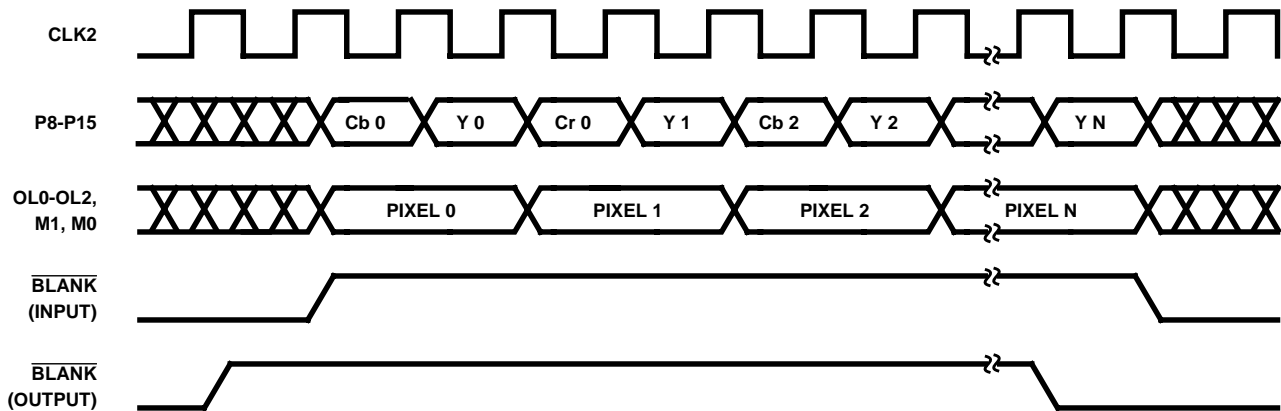 CLK2
P8-P15
Cb 0 Y 0 Cr 0 Y 1 Cb 2 Y 2 Y N
OL0-OL2,
M1, M0
PIXEL 0 PIXEL 1 PIXEL 2 PIXEL N
BLANK
(INPUT)
BLANK
(OUTPUT)